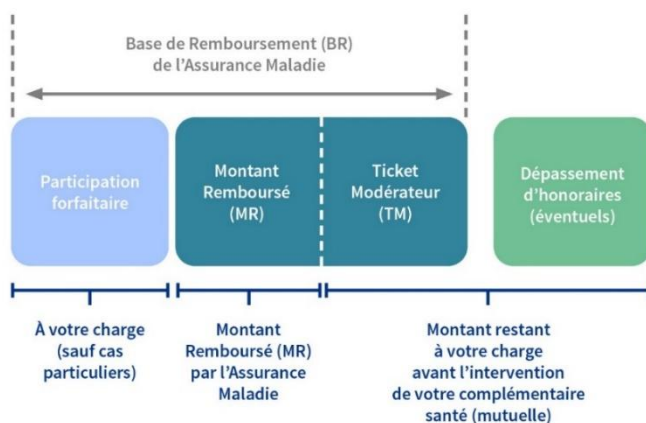 Base de Remboursement (BR)
de l’Assurance Maladie
Participation
forfaitaire
Montant
Remboursé
(MR)
Ticket
Modérateur
(TM)
Dépassement
d’honoraires
(éventuels)
À votre charge
(sauf cas
particuliers)
Montant
Remboursé (MR)
par l’Assurance
Maladie
Montant restant
à votre charge
avant l’intervention
de votre complémentaire
santé (mutuelle)